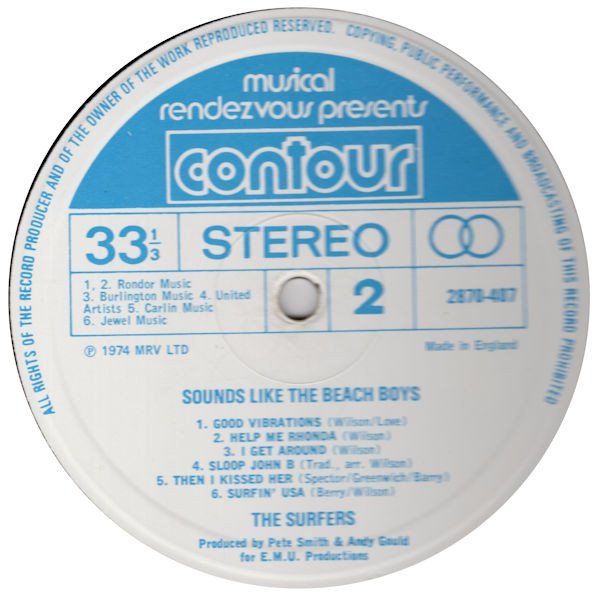 ALL RIGHTS OF THE RECORD PRODUCER AND OF THE OWNER OF THE WORK REPRODUCED RESERVED. COPYING, PUBLIC PERFORMANCE AND BROADCASTING OF THIS RECORD PROHIBITED
musical
rendezvous presents
contour
33 1/3
STEREO
1, 2. Rondor Music
3. Burlington Music 4. United
Artists 5. Carlin Music
6. Jewel Music
2
2870-407
℗ 1974 MRV LTD
Made in England
SOUNDS LIKE THE BEACH BOYS
1. GOOD VIBRATIONS (Wilson/Love)
2. HELP ME RHONDA (Wilson)
3. I GET AROUND (Wilson)
4. SLOOP JOHN B (Trad., arr. Wilson)
5. THEN I KISSED HER (Spector/Greenwich/Barry)
6. SURFIN' USA (Berry/Wilson)
THE SURFERS
Produced by Pete Smith & Andy Gould
for E.M.U. Productions